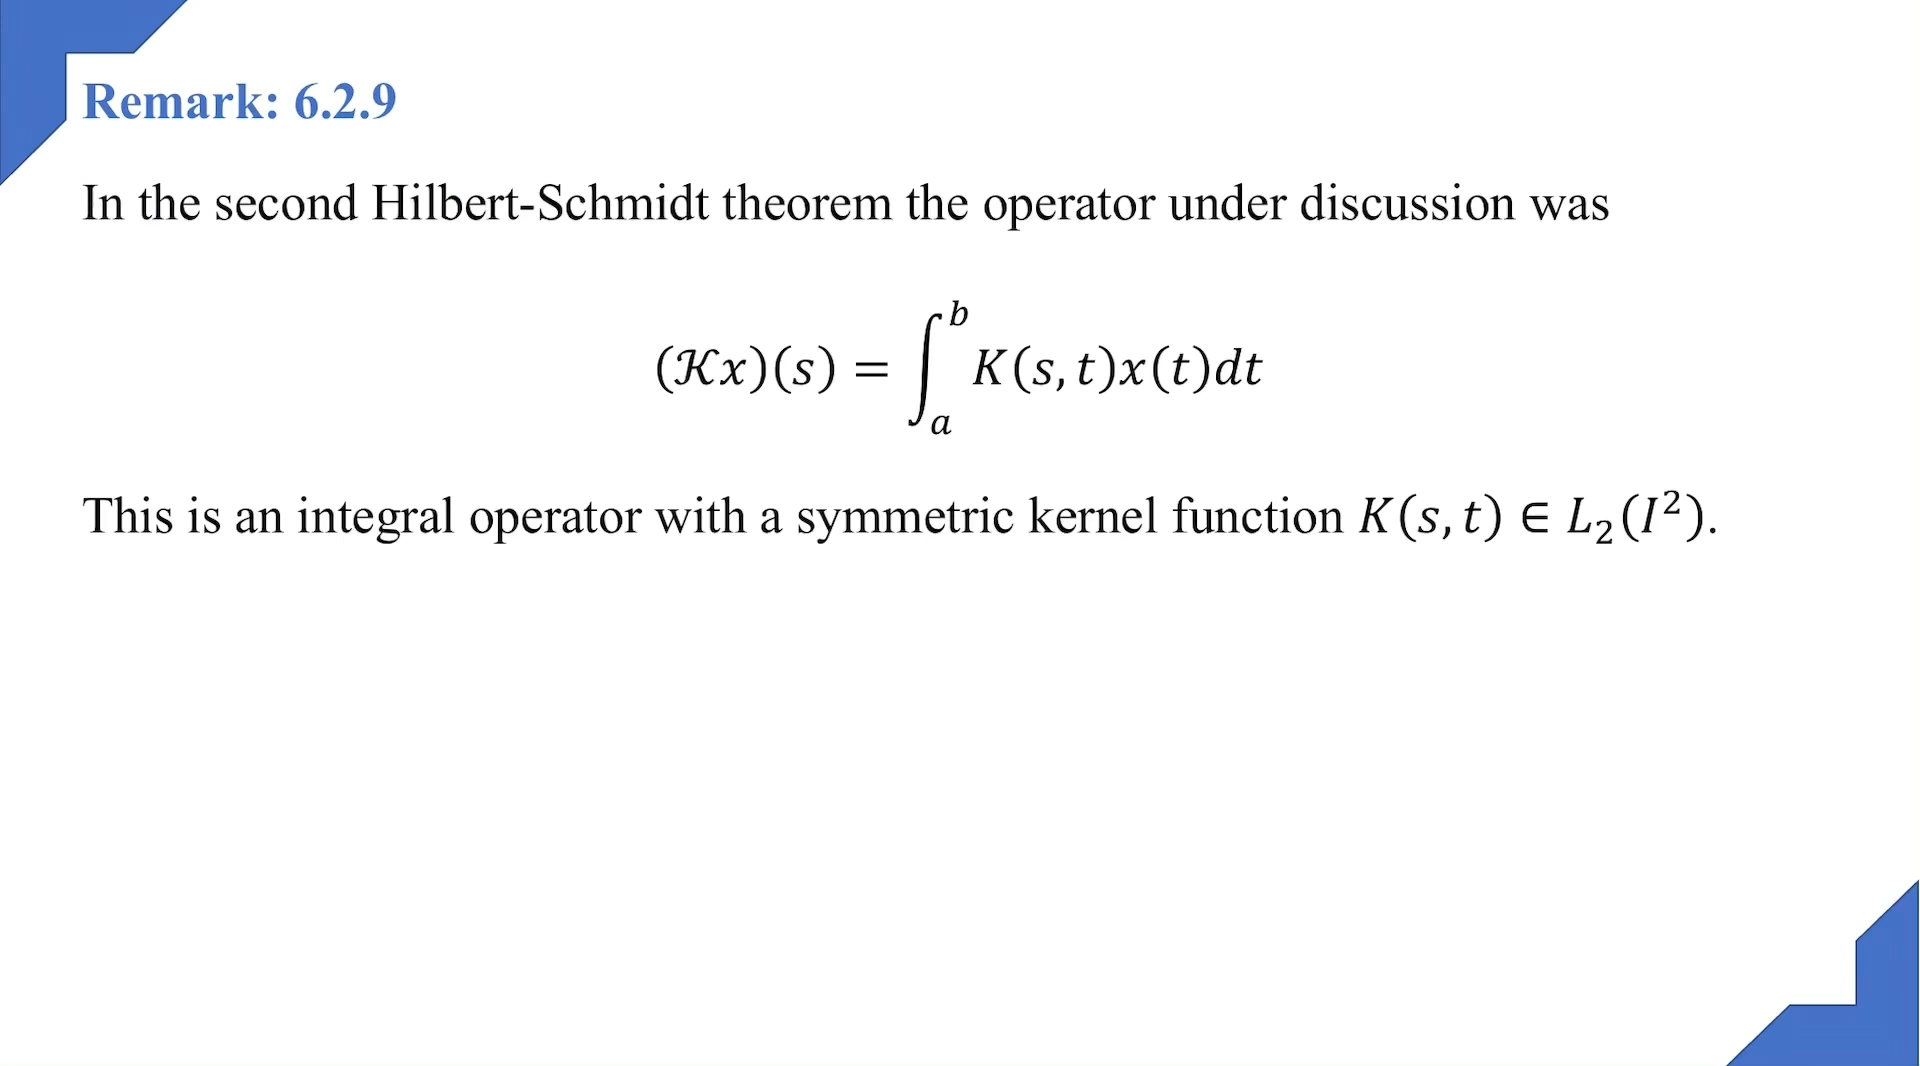 Remark: 6.2.9
In the second Hilbert-Schmidt theorem the operator under discussion was
(𝒦x)(s) = ∫ₐᵇ K(s, t)x(t)dt
This is an integral operator with a symmetric kernel function K(s, t) ∈ L₂(I²).